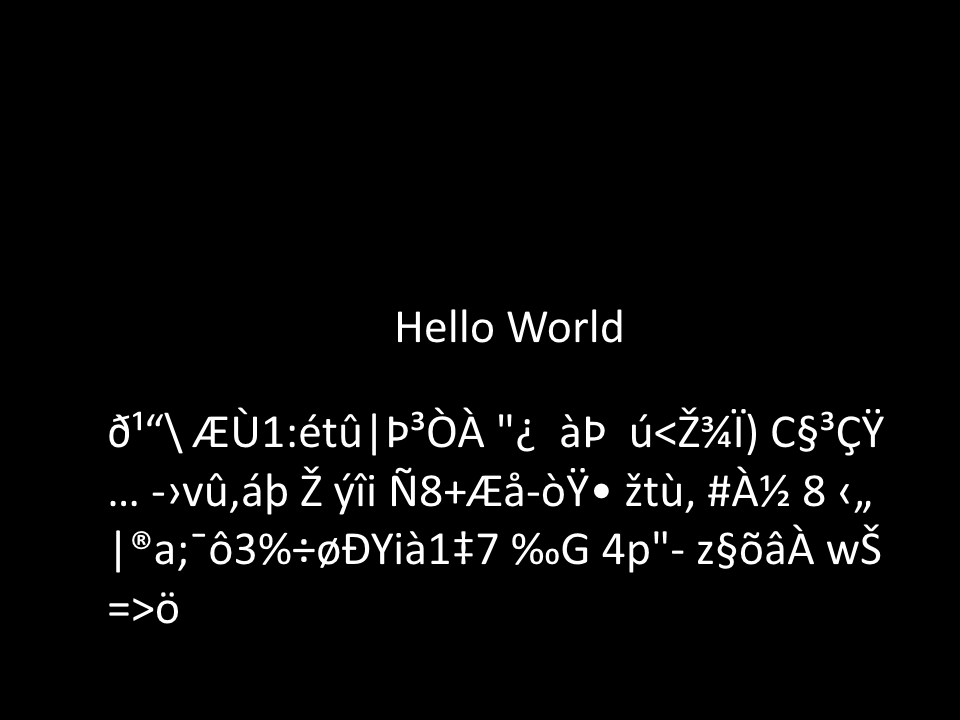 Hello World
ð¹“\ ÆÙ1:étû|Þ³ÒÀ "¿  àÞ  ú<Ž¾Ï) C§³ÇŸ
… -›vû,áþ Ž ýîi Ñ8+Æå-òŸ• žtù, #À½ 8 ‹„
|®a;¯ô3%÷øÐYià1‡7 ‰G 4p"- z§õâÀ wŠ
=>ö